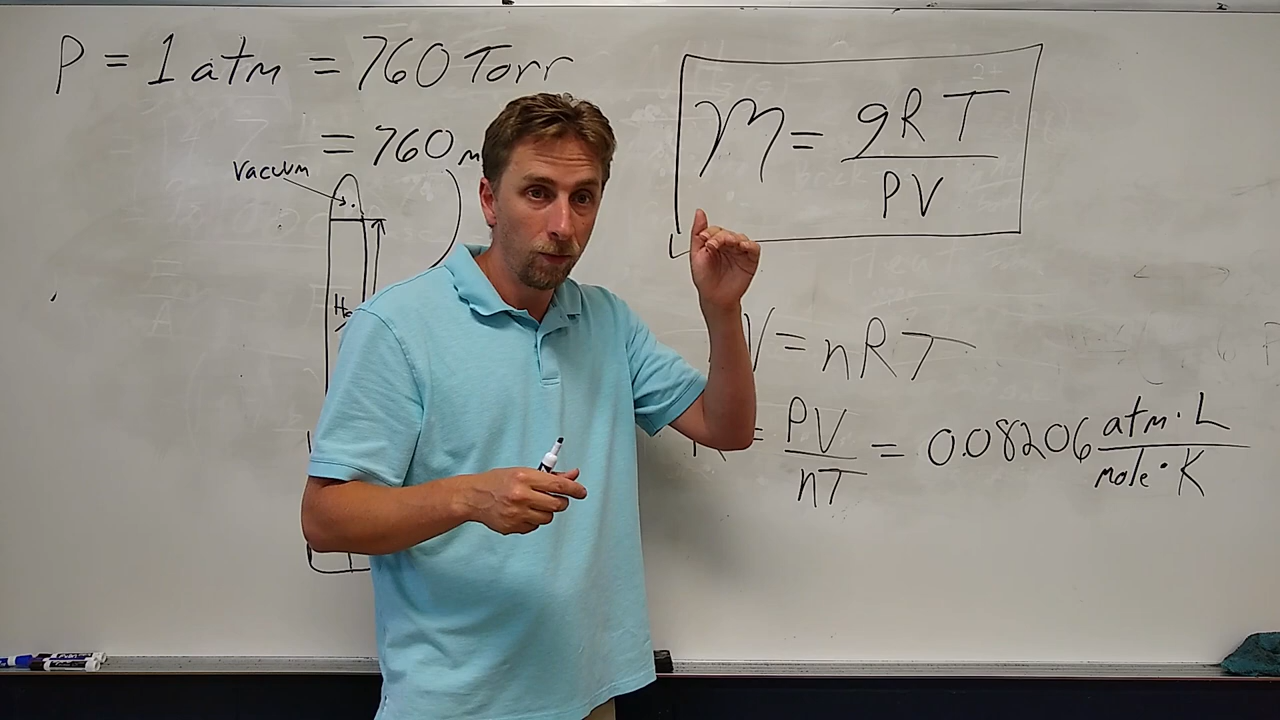 P = 1 atm = 760 Torr
= 760 m
vacuum
M = gRT / PV
V = nRT
= PV / nT = 0.08206 atm·L / mole·K